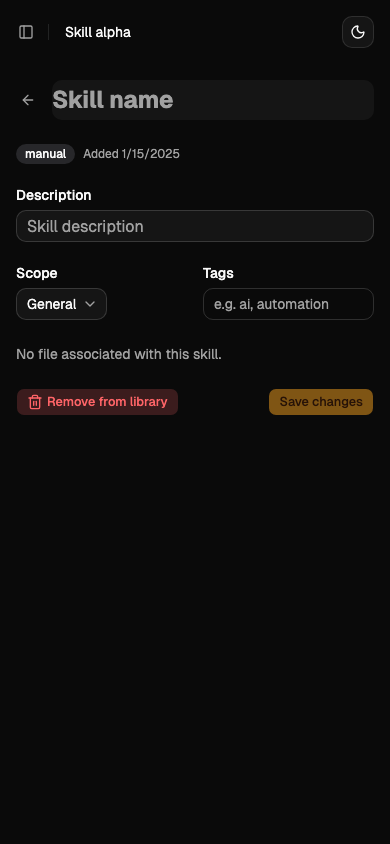 Skill alpha
Skill name
manual Added 1/15/2025
Description
Skill description
Scope Tags
General e.g. ai, automation
No file associated with this skill.
Remove from library Save changes